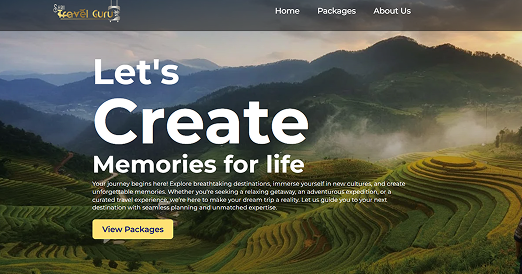 Travel Guru
Home
Packages
About Us
Let's
Create
Memories for life
Your journey begins here! Explore breathtaking destinations, immerse yourself in new cultures, and create
unforgettable memories. Whether you're seeking a relaxing getaway, an adventurous expedition, or a
curated travel experience, we're here to make your dream trip a reality. Let us guide you to your next
destination with seamless planning and unmatched expertise.
View Packages